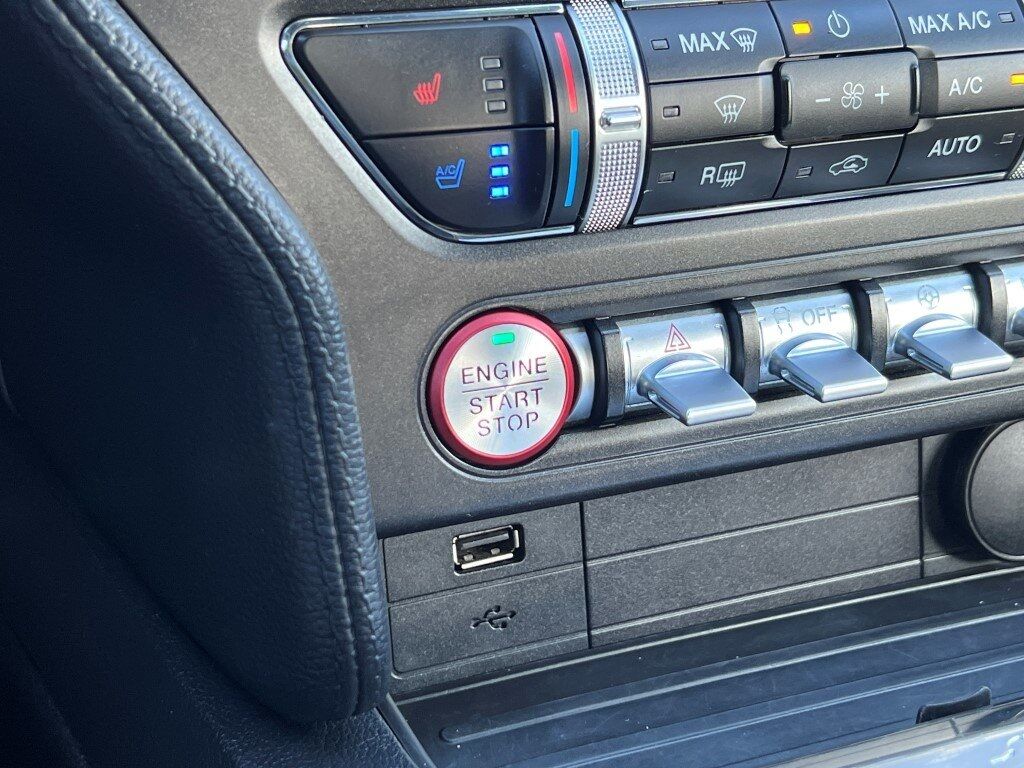 MAX
MAX A/C
A/C
A/C
R
AUTO
ENGINE
START
STOP
OFF